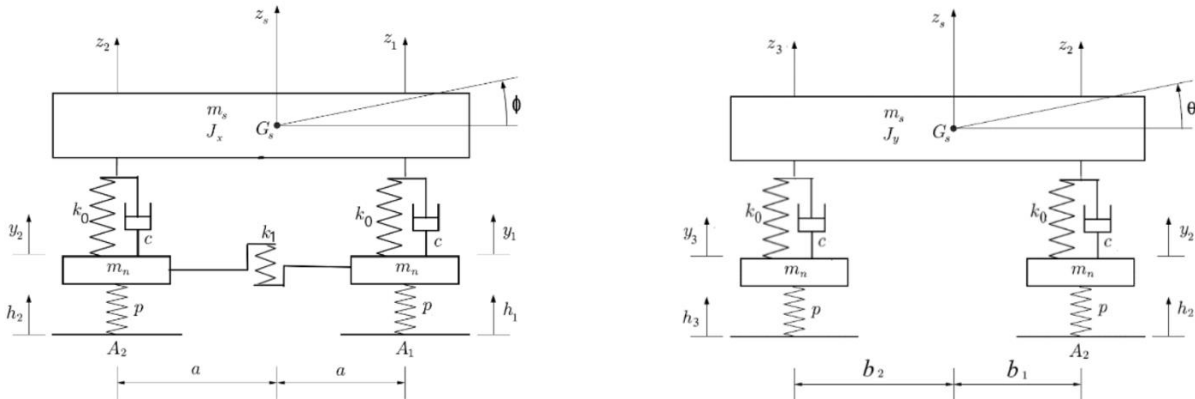 z_s
z_2 z_1
m_s
J_x G_s ϕ
k_0 k_0
y_2 c k_1 c y_1
m_n m_n
h_2 p p h_1
A_2 A_1
a a
z_s
z_3 z_2
m_s
J_y G_s θ
k_0 k_0
y_3 c c y_2
m_n m_n
h_3 p p h_2
A_2
b_2 b_1